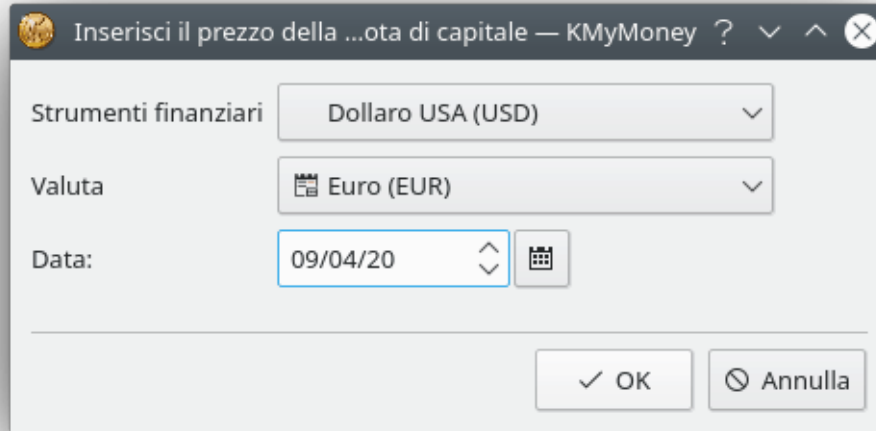 Inserisci il prezzo della ...ota di capitale — KMyMoney ?
Strumenti finanziari Dollaro USA (USD)
Valuta Euro (EUR)
Data: 09/04/20
OK Annulla